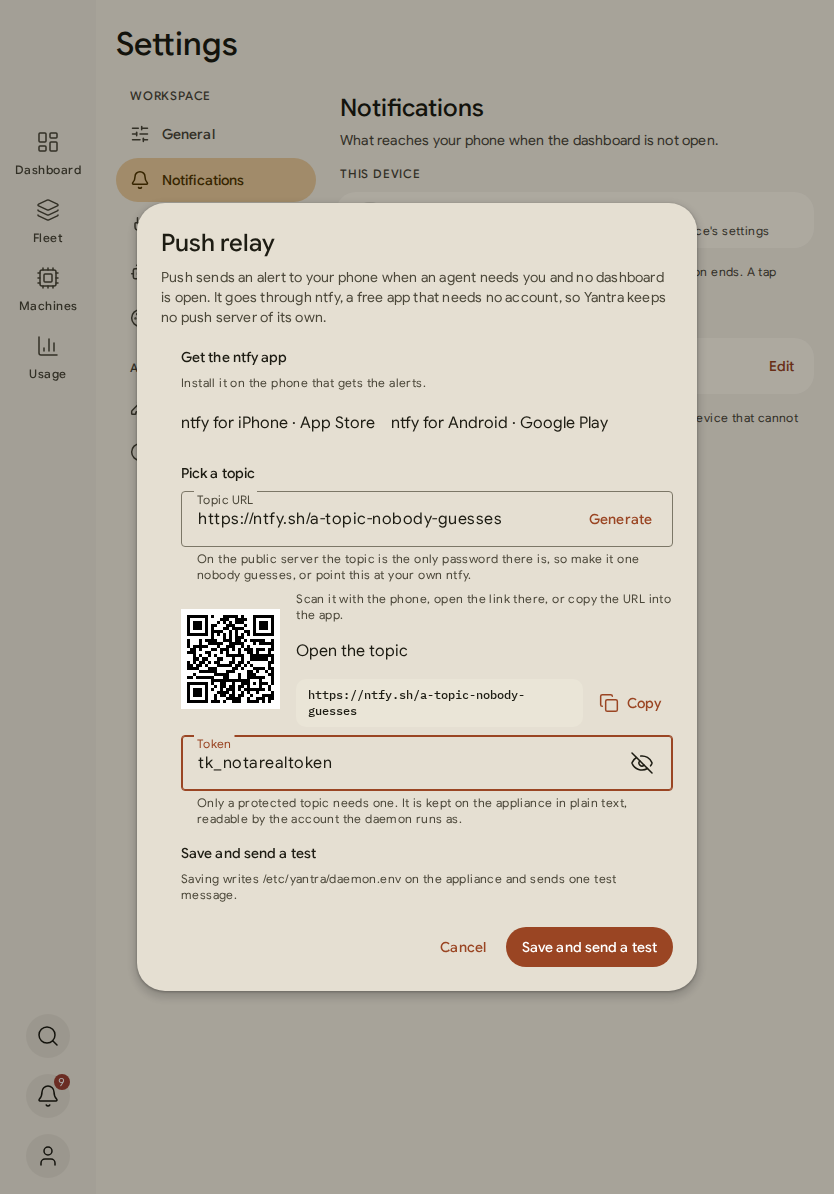 Settings
WORKSPACE
General
Notifications
Dashboard
Fleet
Machines
Usage
9
Notifications
What reaches your phone when the dashboard is not open.
THIS DEVICE
ce's settings
on ends. A tap
Edit
evice that cannot
A
Push relay
Push sends an alert to your phone when an agent needs you and no dashboard
is open. It goes through ntfy, a free app that needs no account, so Yantra keeps
no push server of its own.
Get the ntfy app
Install it on the phone that gets the alerts.
ntfy for iPhone · App Store ntfy for Android · Google Play
Pick a topic
Topic URL
https://ntfy.sh/a-topic-nobody-guesses Generate
On the public server the topic is the only password there is, so make it one
nobody guesses, or point this at your own ntfy.
Scan it with the phone, open the link there, or copy the URL into
the app.
Open the topic
https://ntfy.sh/a-topic-nobody-
guesses
Copy
Token
tk_notarealtoken
Only a protected topic needs one. It is kept on the appliance in plain text,
readable by the account the daemon runs as.
Save and send a test
Saving writes /etc/yantra/daemon.env on the appliance and sends one test
message.
Cancel Save and send a test